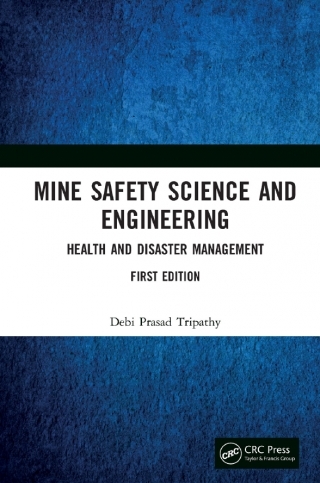 MINE SAFETY SCIENCE AND
ENGINEERING
HEALTH AND DISASTER MANAGEMENT
FIRST EDITION
Debi Prasad Tripathy
CRC
CRC Press
Taylor & Francis Group